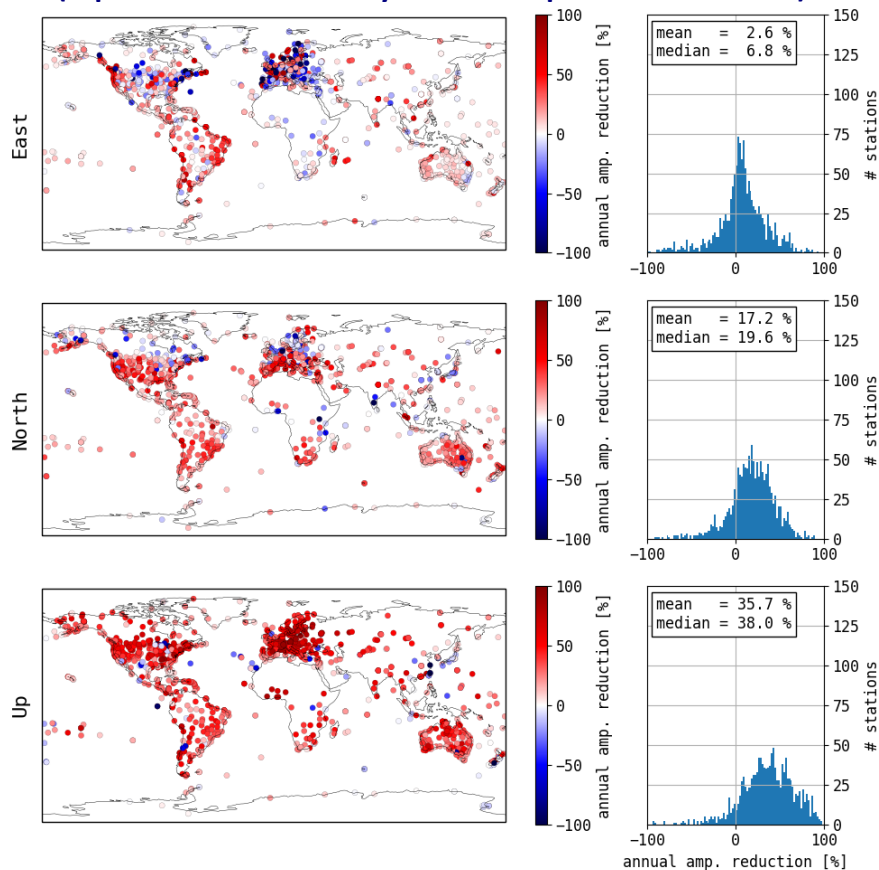 East
100
50
0
−50
−100
annual amp. reduction [%]
mean   =  2.6 %
median =  6.8 %
150
125
100
75
50
25
0
# stations
−100
0
100
North
100
50
0
−50
−100
annual amp. reduction [%]
mean   = 17.2 %
median = 19.6 %
150
125
100
75
50
25
0
# stations
−100
0
100
Up
100
50
0
−50
−100
annual amp. reduction [%]
mean   = 35.7 %
median = 38.0 %
150
125
100
75
50
25
0
# stations
−100
0
100
annual amp. reduction [%]